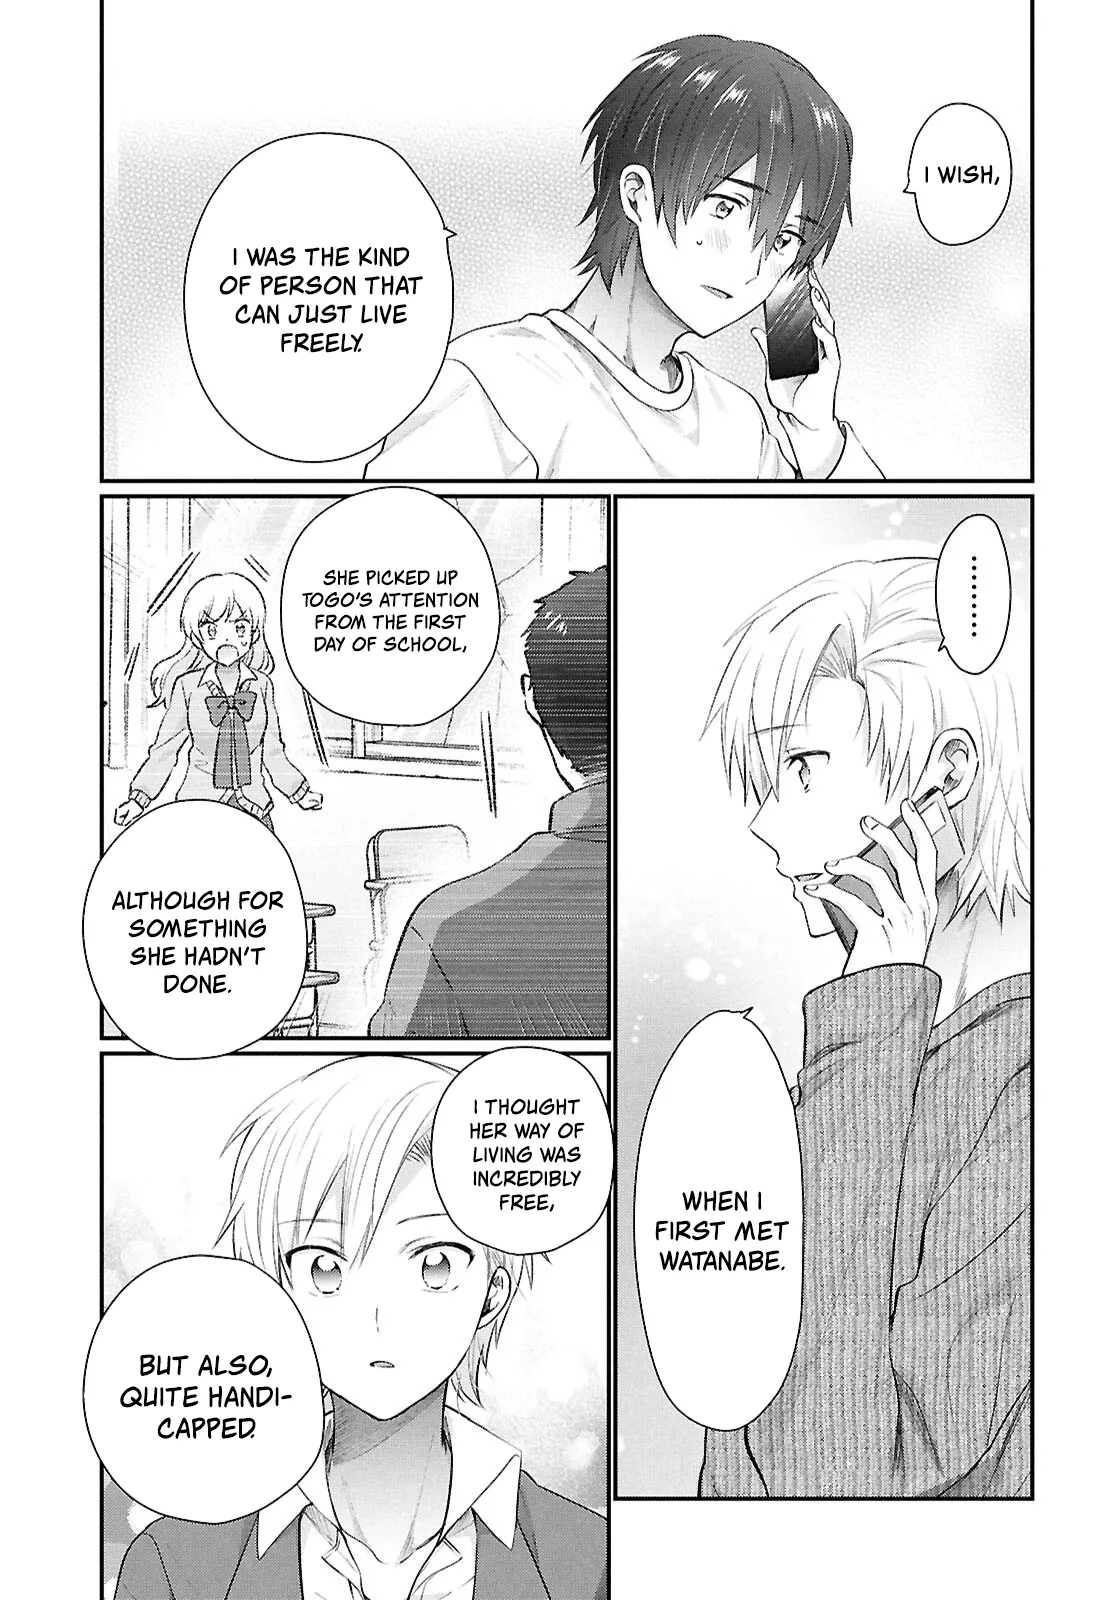 I WISH,
I WAS THE KIND
OF PERSON THAT
CAN JUST LIVE
FREELY.
.........
WHEN I
FIRST MET
WATANABE.
SHE PICKED UP
TOGO'S ATTENTION
FROM THE FIRST
DAY OF SCHOOL,
ALTHOUGH FOR
SOMETHING
SHE HADN'T
DONE.
I THOUGHT
HER WAY OF
LIVING WAS
INCREDIBLY
FREE,
BUT ALSO,
QUITE HANDI-
CAPPED.